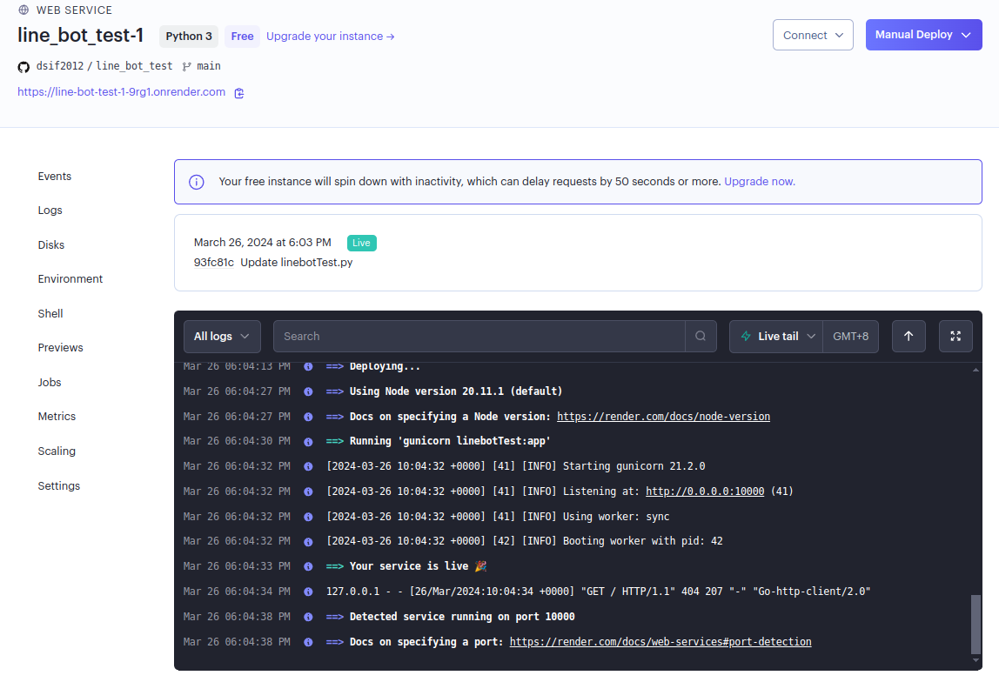 WEB SERVICE
line_bot_test-1 Python 3 Free Upgrade your instance →
Connect
Manual Deploy
dsif2012 / line_bot_test main
https://line-bot-test-1-9rg1.onrender.com
Events
Logs
Disks
Environment
Shell
Previews
Jobs
Metrics
Scaling
Settings
Your free instance will spin down with inactivity, which can delay requests by 50 seconds or more. Upgrade now.
March 26, 2024 at 6:03 PM Live
93fc81c Update linebotTest.py
All logs Search Live tail GMT+8
Mar 26 06:04:13 PM ==> Deploying...
Mar 26 06:04:27 PM ==> Using Node version 20.11.1 (default)
Mar 26 06:04:27 PM ==> Docs on specifying a Node version: https://render.com/docs/node-version
Mar 26 06:04:30 PM ==> Running 'gunicorn linebotTest:app'
Mar 26 06:04:32 PM [2024-03-26 10:04:32 +0000] [41] [INFO] Starting gunicorn 21.2.0
Mar 26 06:04:32 PM [2024-03-26 10:04:32 +0000] [41] [INFO] Listening at: http://0.0.0.0:10000 (41)
Mar 26 06:04:32 PM [2024-03-26 10:04:32 +0000] [41] [INFO] Using worker: sync
Mar 26 06:04:32 PM [2024-03-26 10:04:32 +0000] [42] [INFO] Booting worker with pid: 42
Mar 26 06:04:33 PM ==> Your service is live 🎉
Mar 26 06:04:34 PM 127.0.0.1 - - [26/Mar/2024:10:04:34 +0000] "GET / HTTP/1.1" 404 207 "-" "Go-http-client/2.0"
Mar 26 06:04:38 PM ==> Detected service running on port 10000
Mar 26 06:04:38 PM ==> Docs on specifying a port: https://render.com/docs/web-services#port-detection